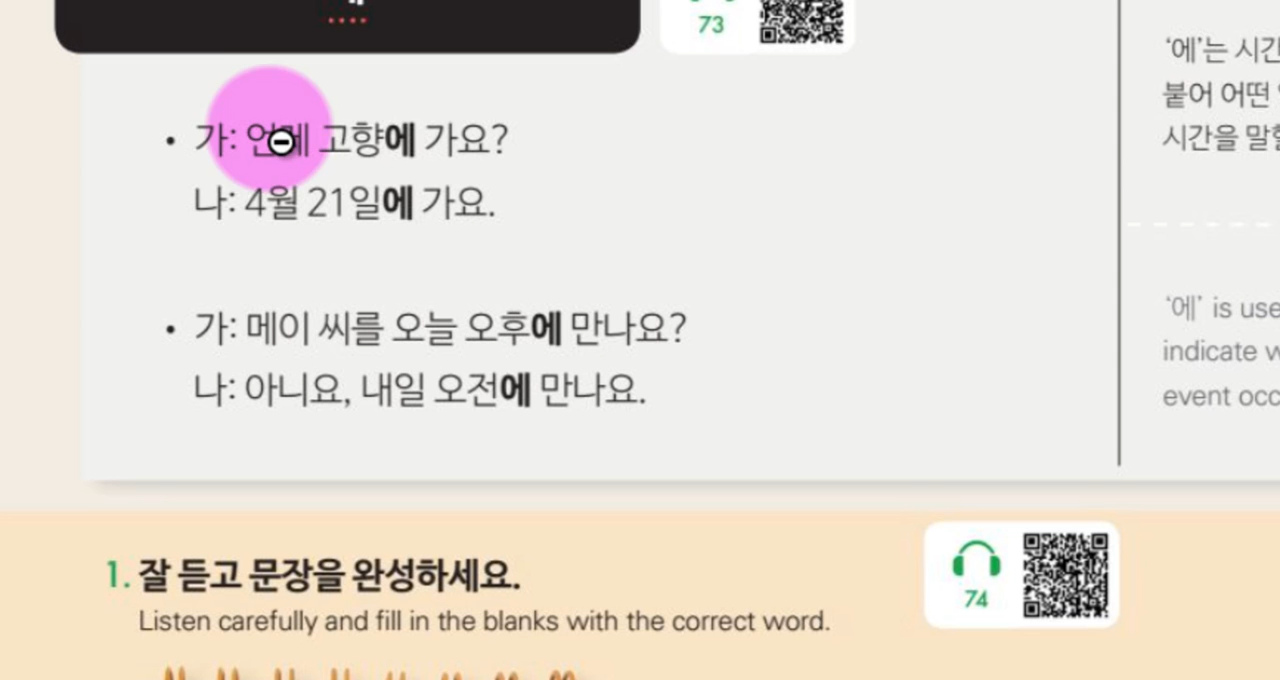 73
• 가: 언제 고향에 가요?
나: 4월 21일에 가요.
• 가: 메이 씨를 오늘 오후에 만나요?
나: 아니요, 내일 오전에 만나요.
'에'는 시간
붙어 어떤
시간을
'에' is use
indicate
event occ
1. 잘 듣고 문장을 완성하세요.
Listen carefully and fill in the blanks with the correct word.
74